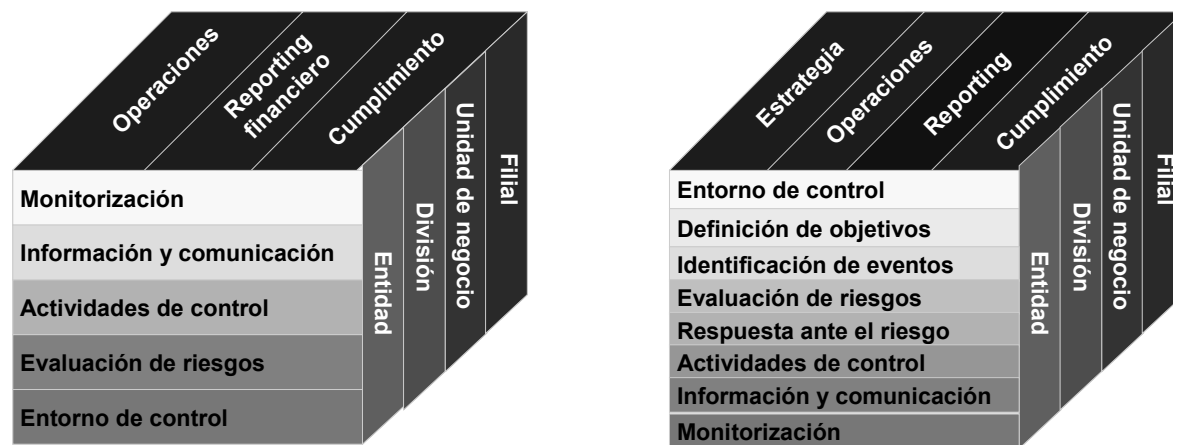 Operaciones
Reporting
financiero
Cumplimiento
Monitorización
Información y comunicación
Actividades de control
Evaluación de riesgos
Entorno de control
Entidad
División
Unidad de negocio
Filial
Estrategia
Operaciones
Reporting
Cumplimiento
Entorno de control
Definición de objetivos
Identificación de eventos
Evaluación de riesgos
Respuesta ante el riesgo
Actividades de control
Información y comunicación
Monitorización
Entidad
División
Unidad de negocio
Filial